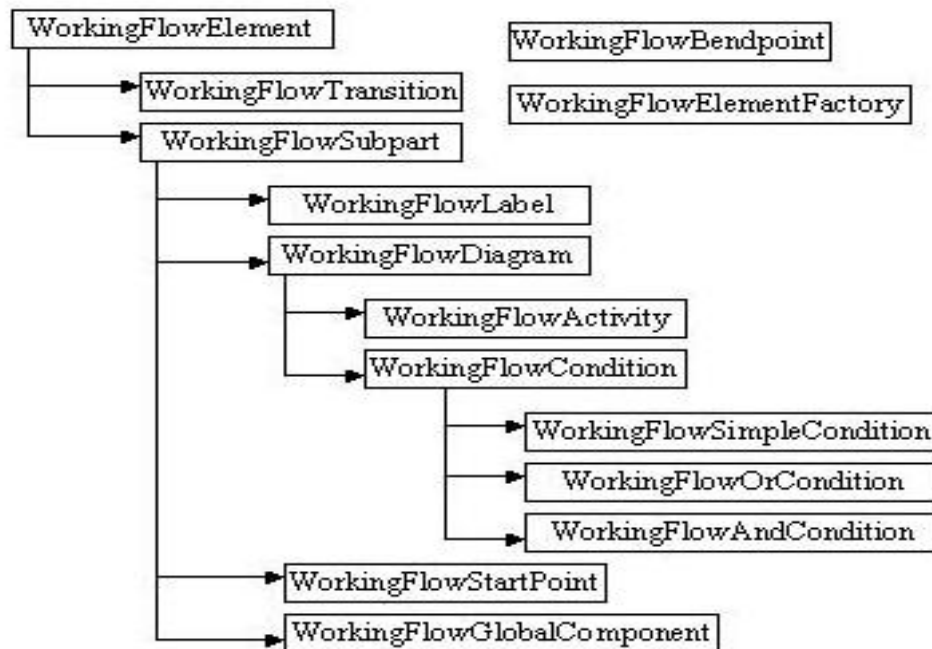 WorkingFlowElement
WorkingFlowBendpoint
WorkingFlowTransition
WorkingFlowElementFactory
WorkingFlowSubpart
WorkingFlowLabel
WorkingFlowDiagram
WorkingFlowActivity
WorkingFlowCondition
WorkingFlowSimpleCondition
WorkingFlowOrCondition
WorkingFlowAndCondition
WorkingFlowStartPoint
WorkingFlowGlobalComponent